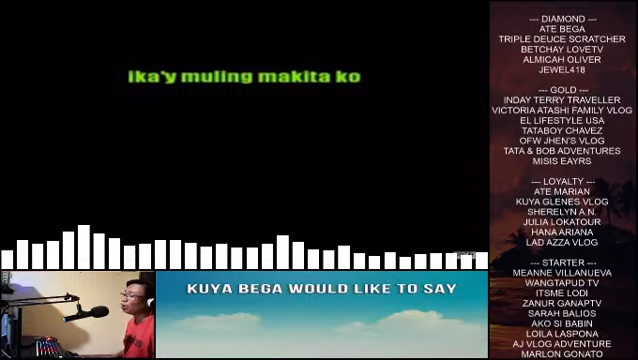 ika'y muling makita ko
KUYA BEGA WOULD LIKE TO SAY
--- DIAMOND ---
ATE BEGA
TRIPLE DEUCE SCRATCHER
BETCHAY LOVETV
ALMICAH OLIVER
JEWEL418
--- GOLD ---
INDAY TERRY TRAVELLER
VICTORIA ATASHI FAMILY VLOG
EL LIFESTYLE USA
TATABOY CHAVEZ
OFW JHEN'S VLOG
TATA & BOB ADVENTURES
MISIS EAYRS
--- LOYALTY ---
ATE MARIAN
KUYA GLENES VLOG
SHERELYN A.N.
JULIA LOKATOUR
HANA ARIANA
LAD AZZA VLOG
--- STARTER ---
MEANNE VILLANUEVA
WANGTAPUD TV
ITSME LODI
ZANUR GANAPTV
SARAH BALIOS
AKO SI BABIN
LOILA LASPONA
AJ VLOG ADVENTURE
MARLON GONATO